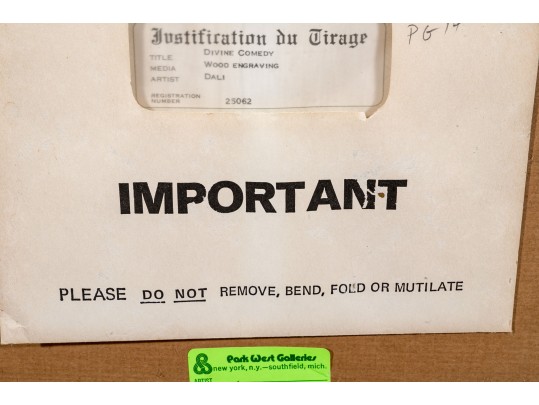 Justification du Tirage
TITLE: DIVINE COMEDY
MEDIA WOOD ENGRAVING
ARTIST DALI
REGISTRATION
NUMBER 25062
PG 14
IMPORTANT
PLEASE DO NOT REMOVE, BEND, FOLD OR MUTILATE
& Park West Galleries
new york, n.y.—southfield, mich.
ARTIST